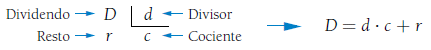 Dividendo → D d ← Divisor → D = d · c + r
Resto → r c ← Cociente